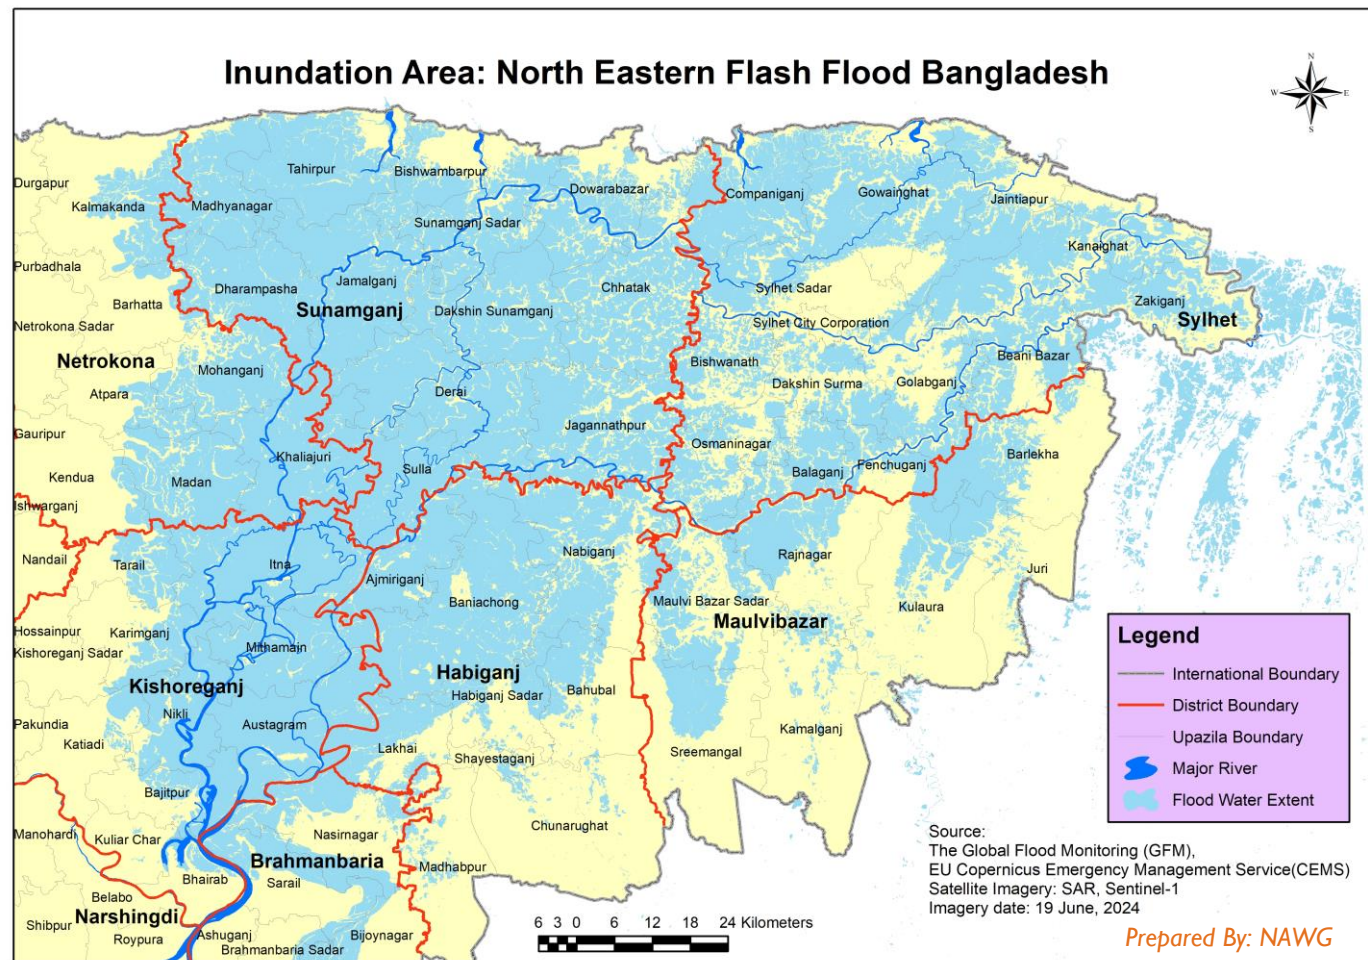 Inundation Area: North Eastern Flash Flood Bangladesh
N
W E
S
Tahirpur
Bishwambarpur
Durgapur
Kalmakanda
Madhyanagar
Dowarabazar
Companiganj
Gowainghat
Jaintiapur
Sunamganj Sadar
Kanaighat
Purbadhala
Jamalganj
Dharampasha
Chhatak
Sylhet Sadar
Barhatta
Sunamganj
Dakshin Sunamganj
Zakiganj
Sylhet
Netrokona Sadar
Sylhet City Corporation
Netrokona
Mohanganj
Bishwanath
Beani Bazar
Atpara
Derai
Dakshin Surma
Golabganj
Gauripur
Jagannathpur
Osmaninagar
Khaliajuri
Sulla
Barlekha
Kendua
Madan
Balaganj
Fenchuganj
Ishwarganj
Nandail
Tarail
Itna
Ajmiriganj
Nabiganj
Rajnagar
Juri
Baniachong
Maulvi Bazar Sadar
Kulaura
Hossainpur
Karimganj
Maulvibazar
Kishoreganj Sadar
Mithamain
Kishoreganj
Habiganj
Habiganj Sadar
Bahubal
Nikli
Pakundia
Austagram
Kamalganj
Katiadi
Lakhai
Shayestaganj
Sreemangal
Bajitpur
Manohardi
Kuliar Char
Nasirnagar
Chunarughat
Brahmanbaria
Madhabpur
Bhairab
Sarail
Belabo
Narshingdi
Shibpur
Roypura
Ashuganj
Brahmanbaria Sadar
Bijoynagar
Legend
International Boundary
District Boundary
Upazila Boundary
Major River
Flood Water Extent
6 3 0 6 12 18 24 Kilometers
Source:
The Global Flood Monitoring (GFM),
EU Copernicus Emergency Management Service(CEMS)
Satellite Imagery: SAR, Sentinel-1
Imagery date: 19 June, 2024
Prepared By: NAWG